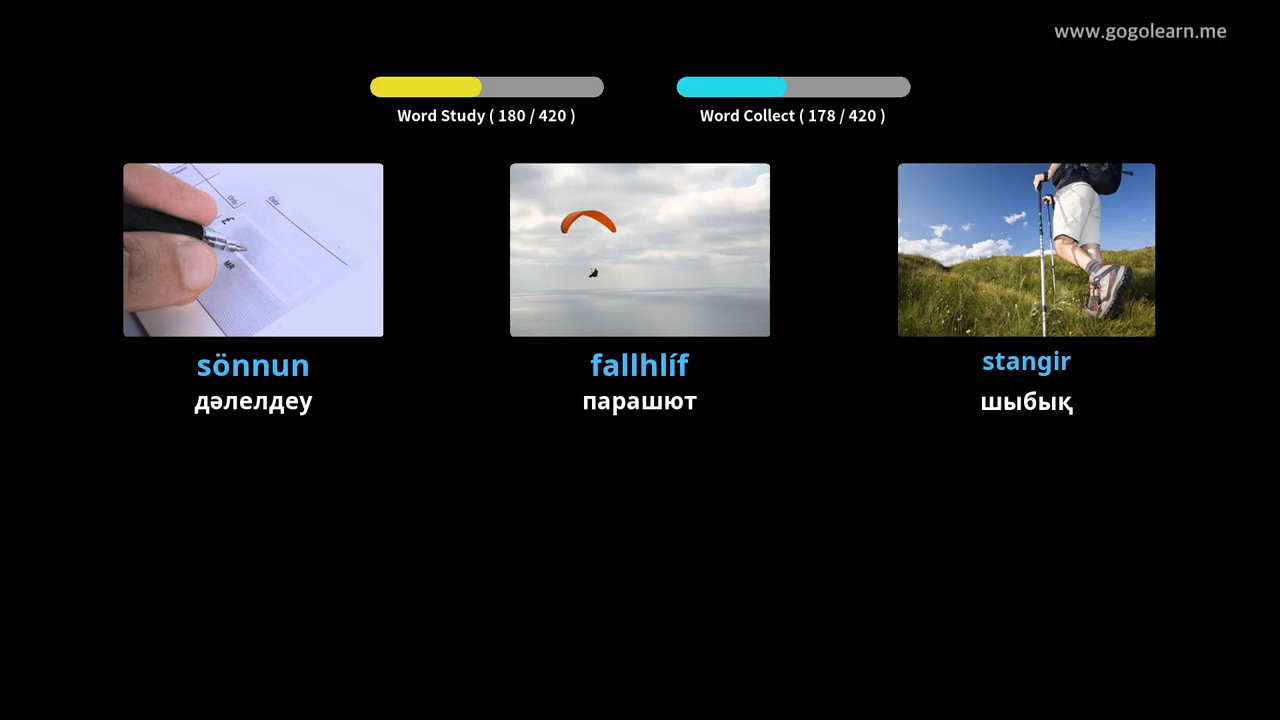 www.gogolearn.me
Word Study ( 180 / 420 )
Word Collect ( 178 / 420 )
£
sönnun
fallhlíf
stangir
дәлелдеу
парашют
шыбық